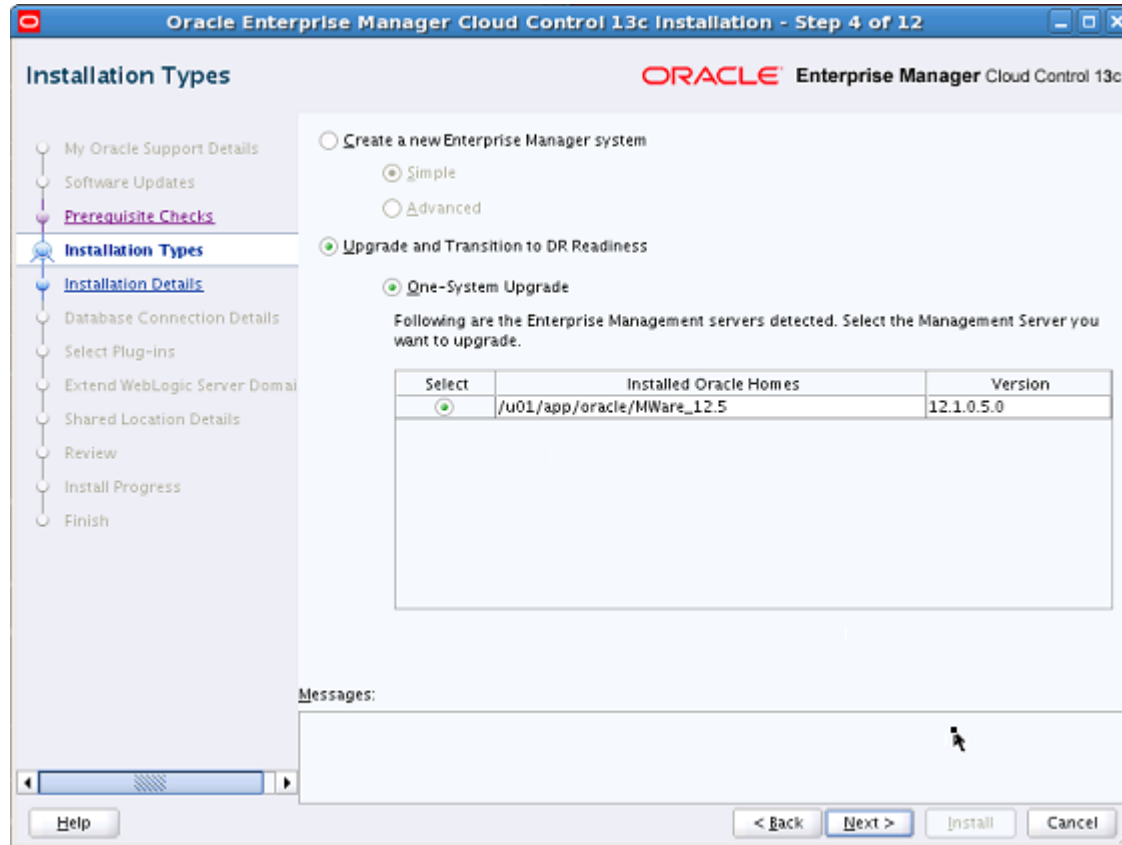 Oracle Enterprise Manager Cloud Control 13c Installation - Step 4 of 12
Installation Types
ORACLE Enterprise Manager Cloud Control 13c
My Oracle Support Details
Software Updates
Prerequisite Checks
Installation Types
Installation Details
Database Connection Details
Select Plug-ins
Extend WebLogic Server Domai
Shared Location Details
Review
Install Progress
Finish
Create a new Enterprise Manager system
Simple
Advanced
Upgrade and Transition to DR Readiness
One-System Upgrade
Following are the Enterprise Management servers detected. Select the Management Server you
want to upgrade.
Select Installed Oracle Homes Version
/u01/app/oracle/MWare_12.5 12.1.0.5.0
Messages:
Help < Back Next > Install Cancel